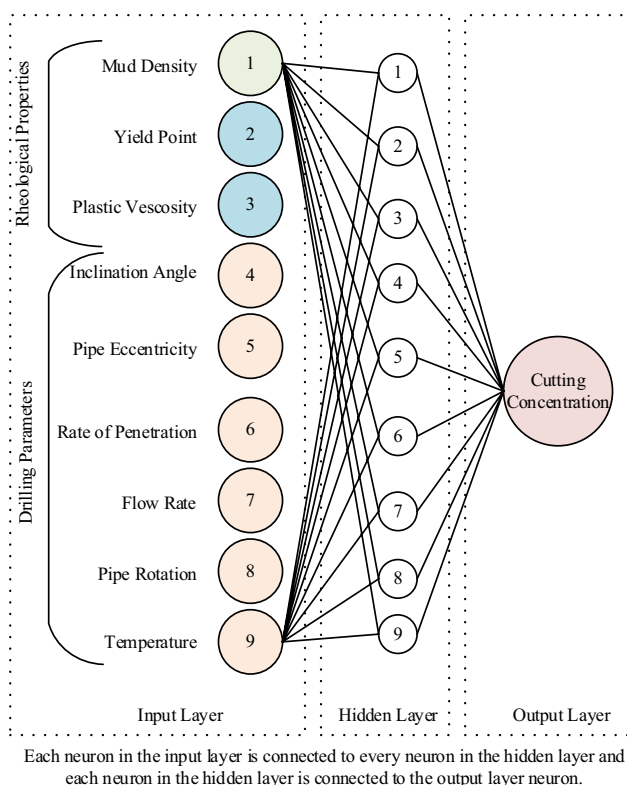 Rheological Properties
Mud Density
1
Yield Point
2
Plastic Vescosity
3
Drilling Parameters
Inclination Angle
4
Pipe Eccentricity
5
Rate of Penetration
6
Flow Rate
7
Pipe Rotation
8
Temperature
9
1
2
3
4
5
6
7
8
9
Cutting
Concentration
Input Layer
Hidden Layer
Output Layer
Each neuron in the input layer is connected to every neuron in the hidden layer and
each neuron in the hidden layer is connected to the output layer neuron.